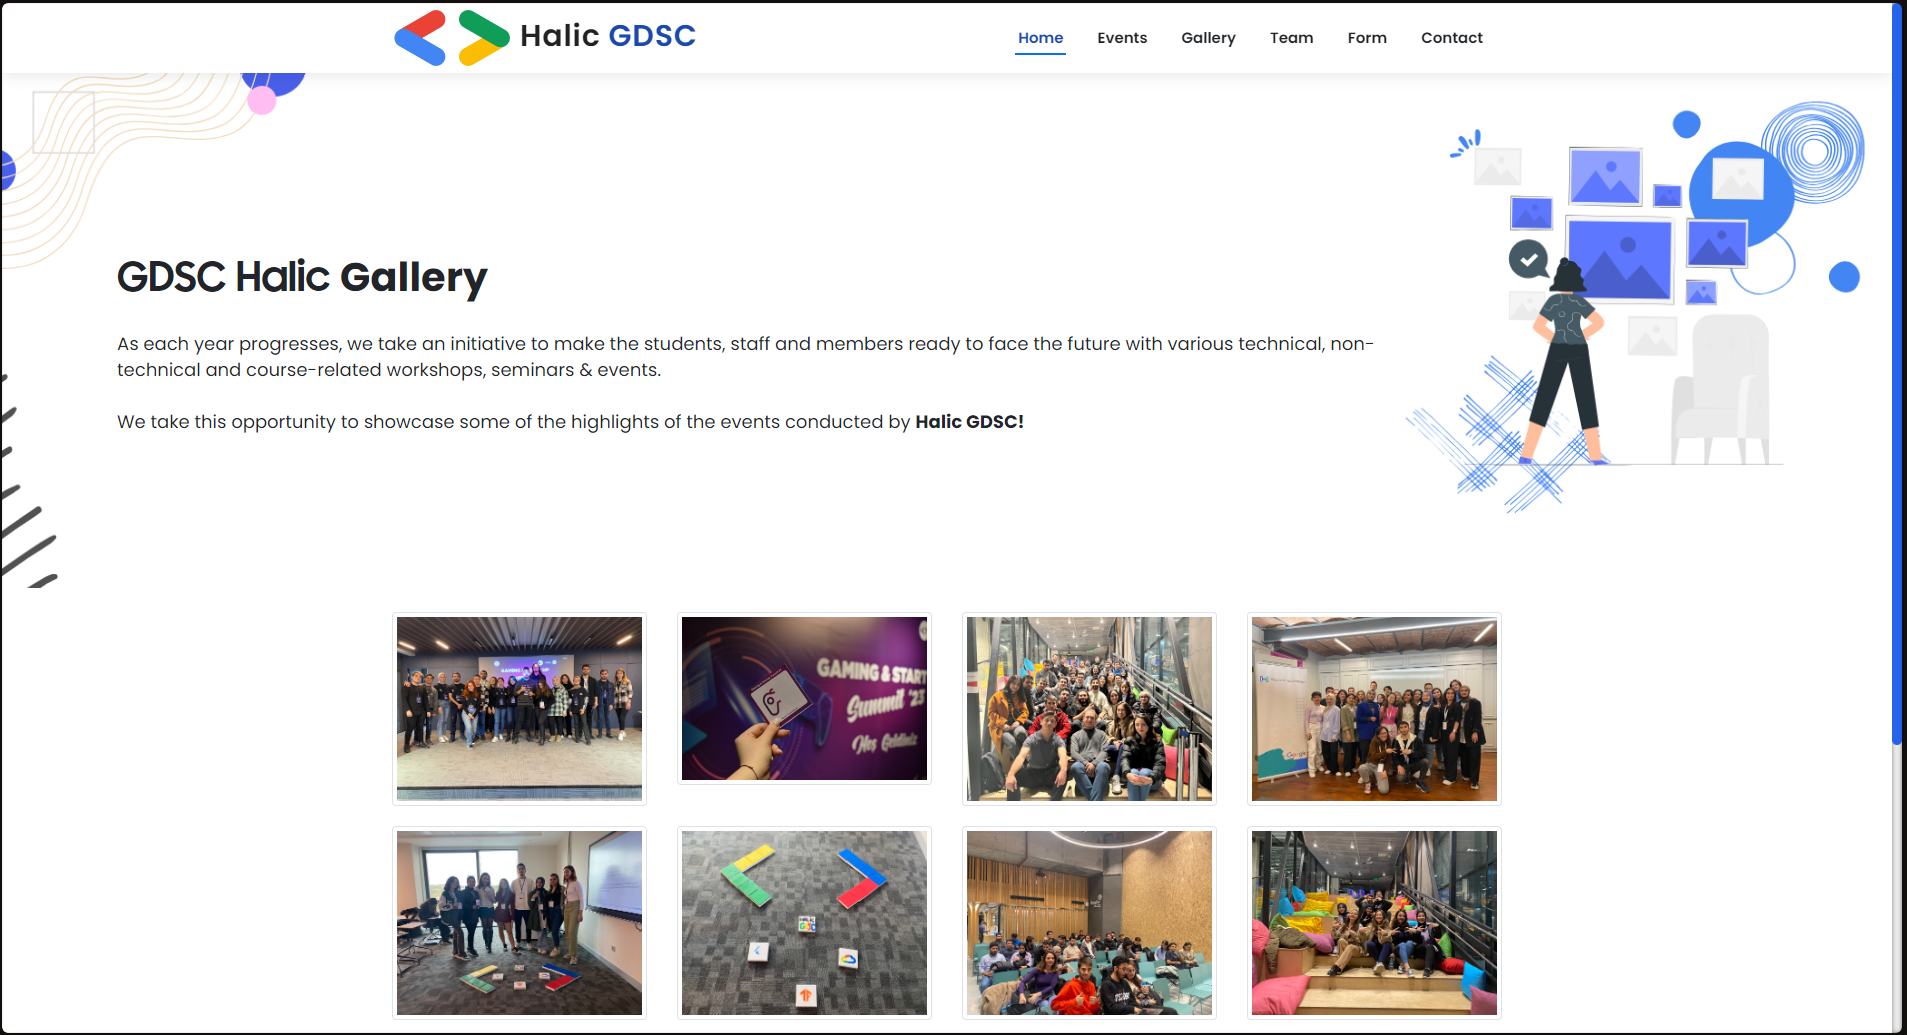 Halic GDSC
Home
Events
Gallery
Team
Form
Contact
GDSC Halic Gallery
As each year progresses, we take an initiative to make the students, staff and members ready to face the future with various technical, non-
technical and course-related workshops, seminars & events.
We take this opportunity to showcase some of the highlights of the events conducted by Halic GDSC!
GAMING & START
Summit '23
Hoş Geldiniz
Google